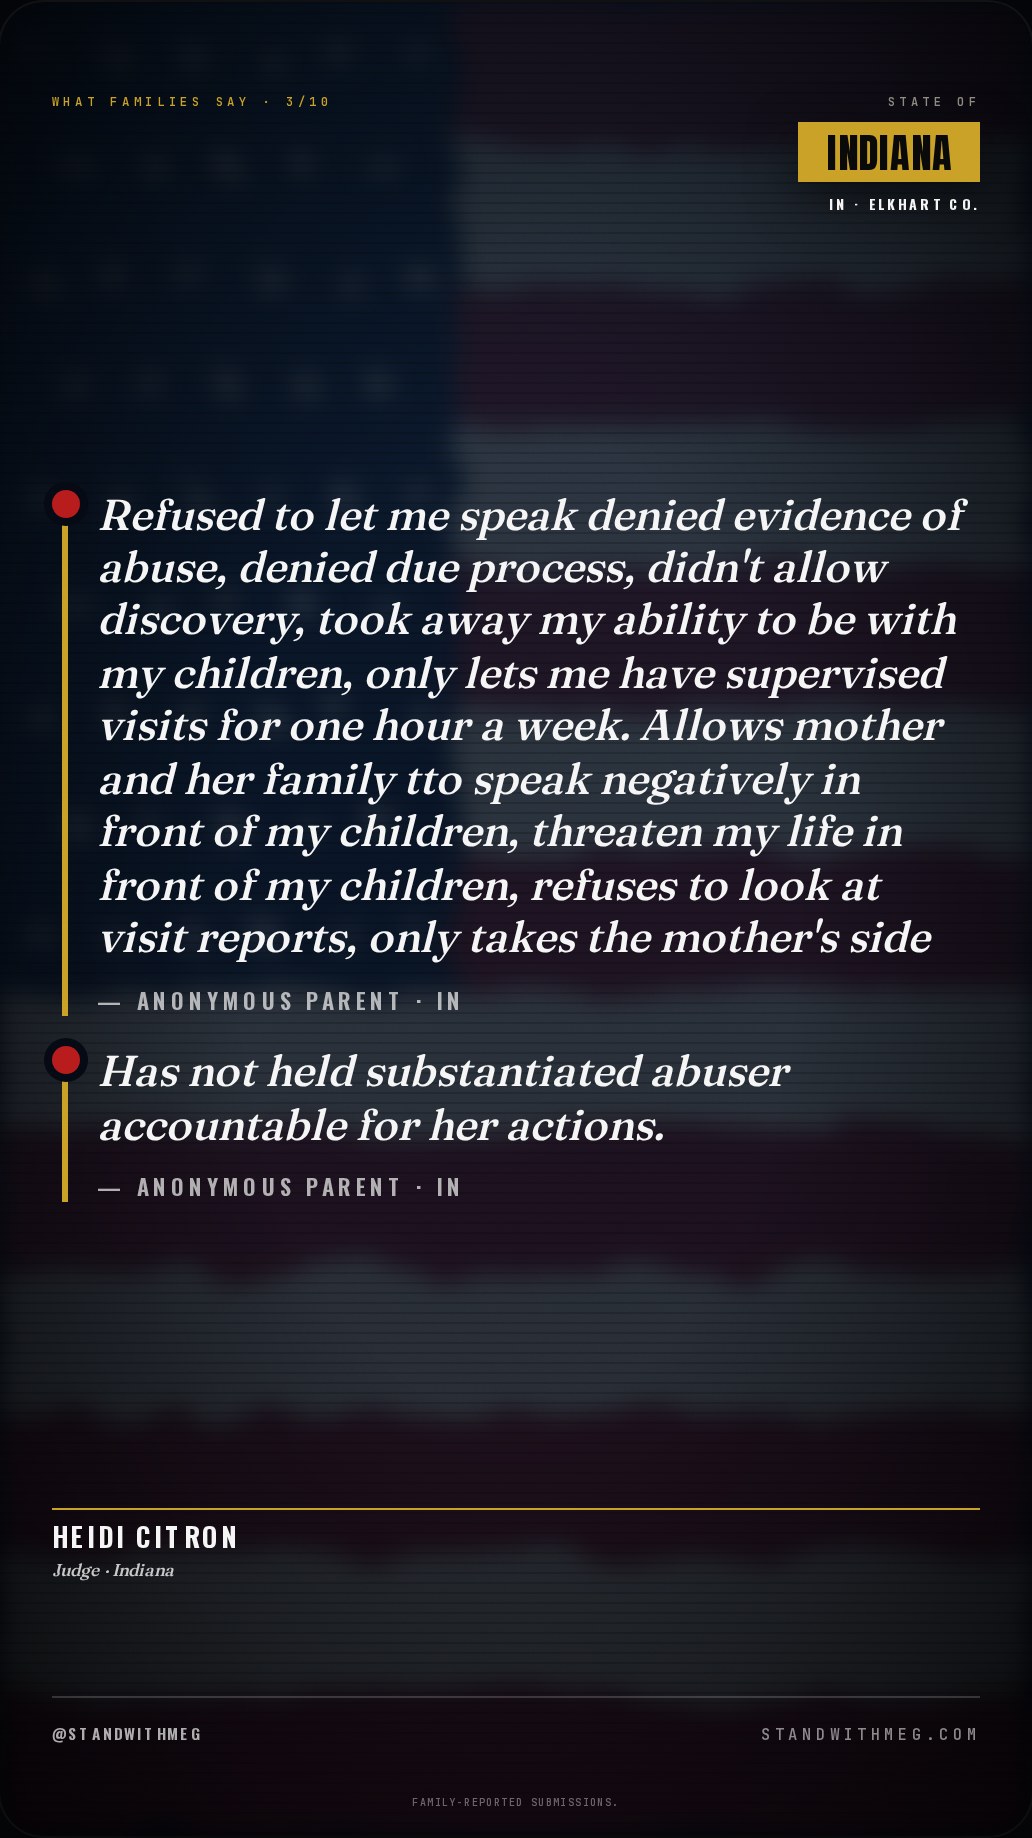 WHAT FAMILIES SAY · 3/10
STATE OF
INDIANA
IN · ELKHART CO.
Refused to let me speak denied evidence of
abuse, denied due process, didn't allow
discovery, took away my ability to be with
my children, only lets me have supervised
visits for one hour a week. Allows mother
and her family tto speak negatively in
front of my children, threaten my life in
front of my children, refuses to look at
visit reports, only takes the mother's side
— ANONYMOUS PARENT · IN
Has not held substantiated abuser
accountable for her actions.
— ANONYMOUS PARENT · IN
HEIDI CITRON
Judge · Indiana
@STANDWITHMEG
STANDWITHMEG.COM
FAMILY-REPORTED SUBMISSIONS.